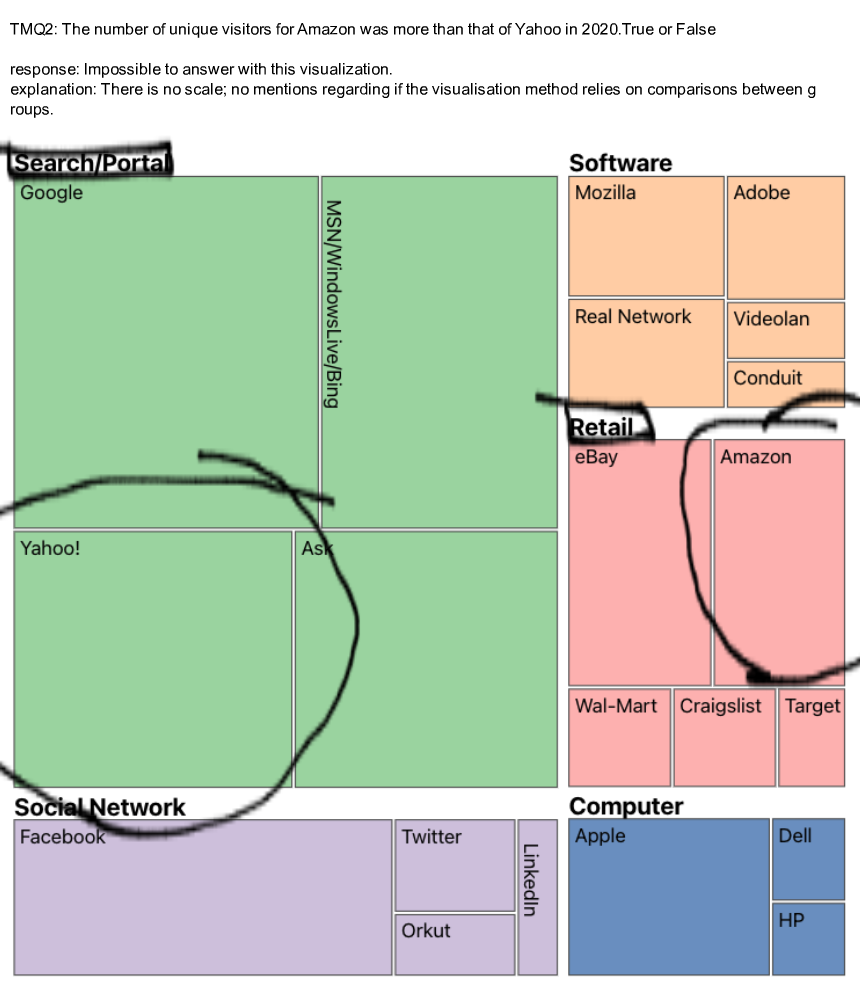 TMQ2: The number of unique visitors for Amazon was more than that of Yahoo in 2020.True or False
response: Impossible to answer with this visualization.
explanation: There is no scale; no mentions regarding if the visualisation method relies on comparisons between g
roups.
Search/Portal
Google
MSN/WindowsLive/Bing
Yahoo!
Ask
Software
Mozilla
Adobe
Real Network
Videolan
Conduit
Retail
eBay
Amazon
Wal-Mart
Craigslist
Target
Social Network
Facebook
Twitter
Orkut
LinkedIn
Computer
Apple
Dell
HP